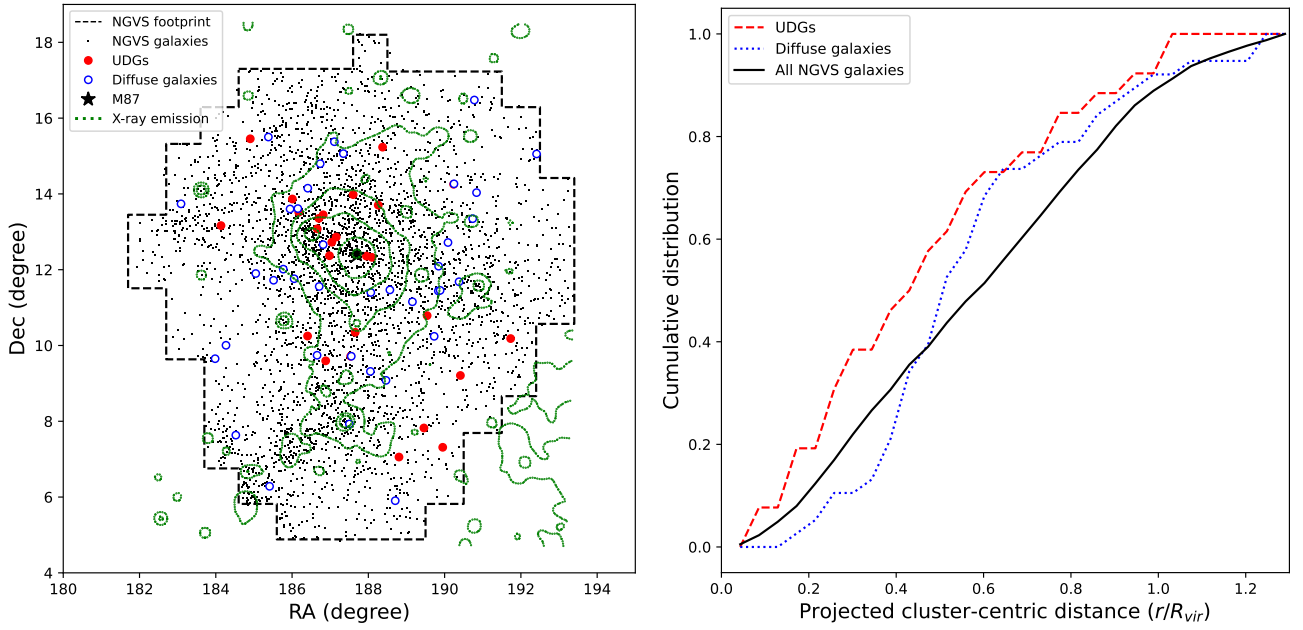 NGVS footprint
NGVS galaxies
UDGs
Diffuse galaxies
M87
X-ray emission
18
16
14
12
10
8
6
4
Dec (degree)
180 182 184 186 188 190 192 194
RA (degree)
UDGs
Diffuse galaxies
All NGVS galaxies
1.0
0.8
0.6
0.4
0.2
0.0
Cumulative distribution
0.0 0.2 0.4 0.6 0.8 1.0 1.2
Projected cluster-centric distance (r/R_vir)